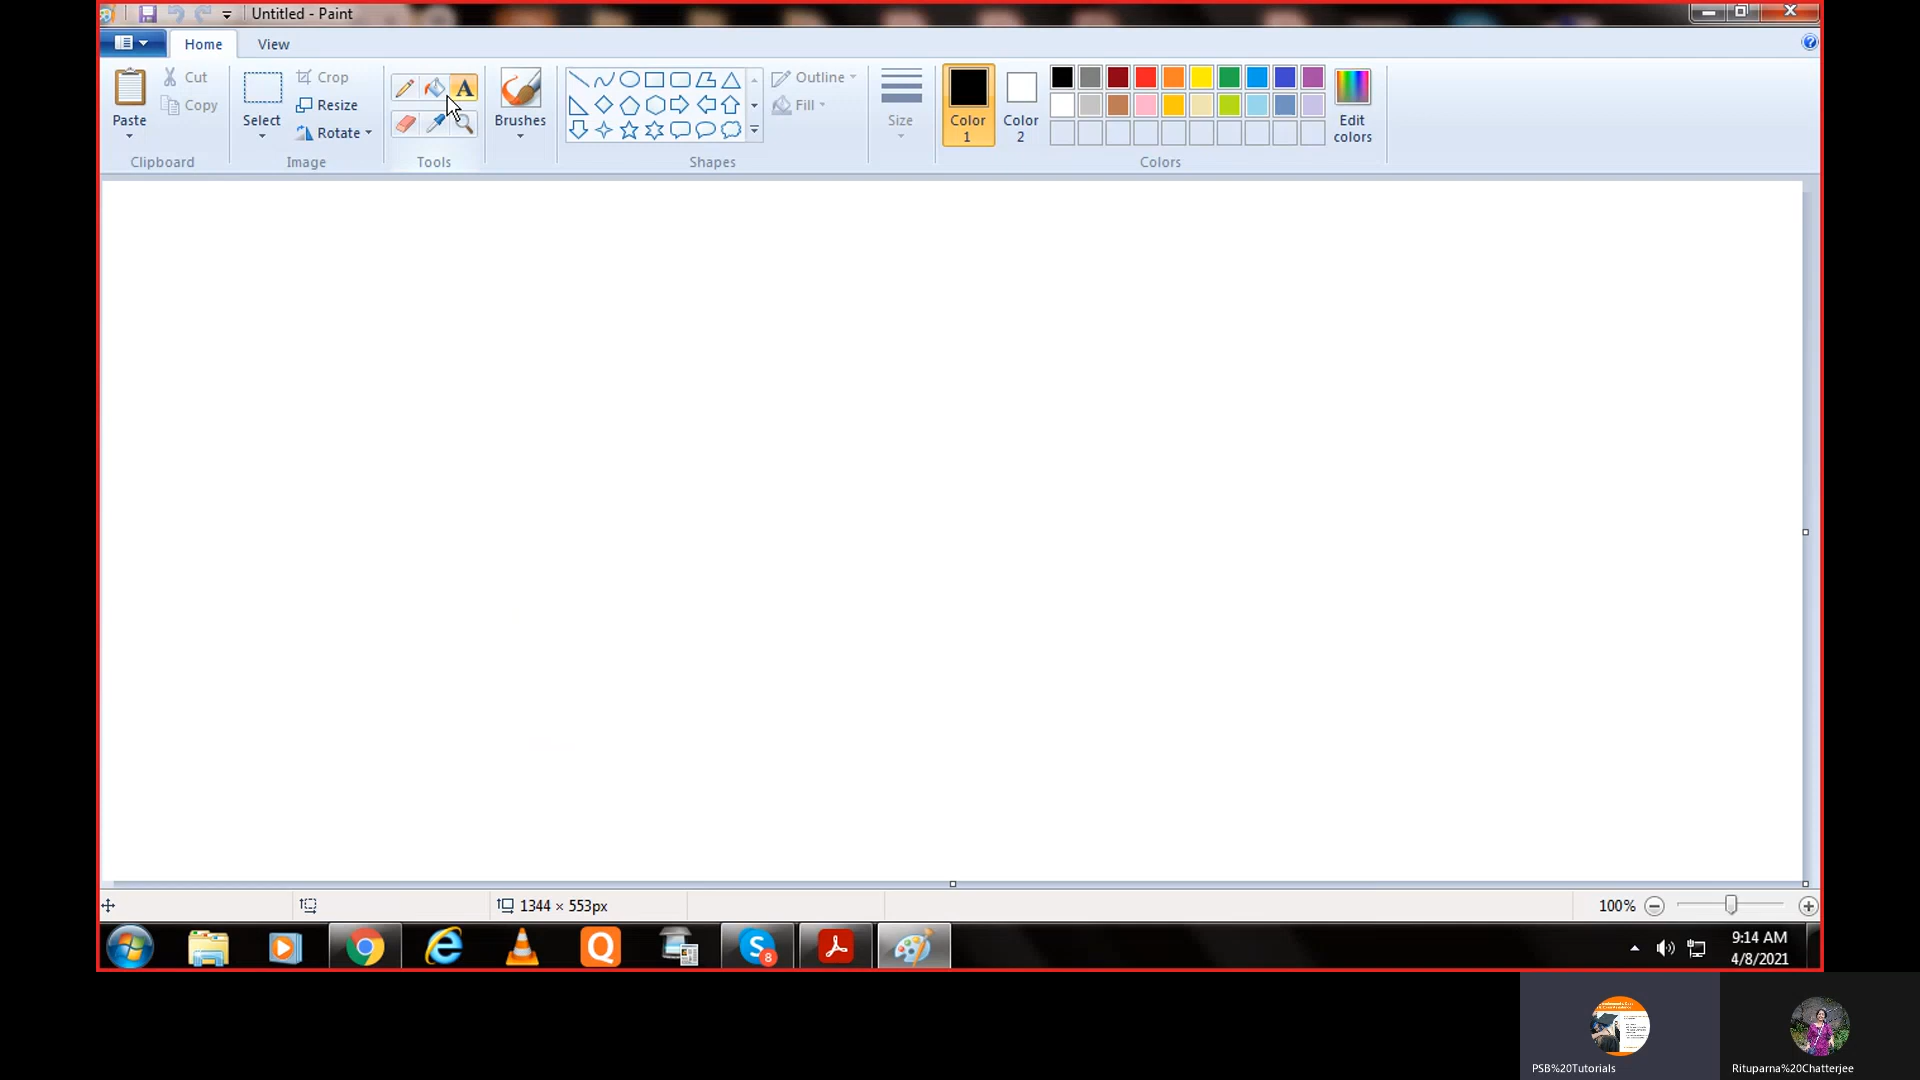 Untitled - Paint
Home View
Paste
Cut
Copy
Clipboard
Select
Crop
Resize
Rotate
Image
A
Tools
Brushes
Shapes
Outline
Fill
Size
Color 1
Color 2
Edit colors
Colors
1344 × 553px
100%
8
9:14 AM
4/8/2021
PSB%20Tutorials
Rituparna%20Chatterjee